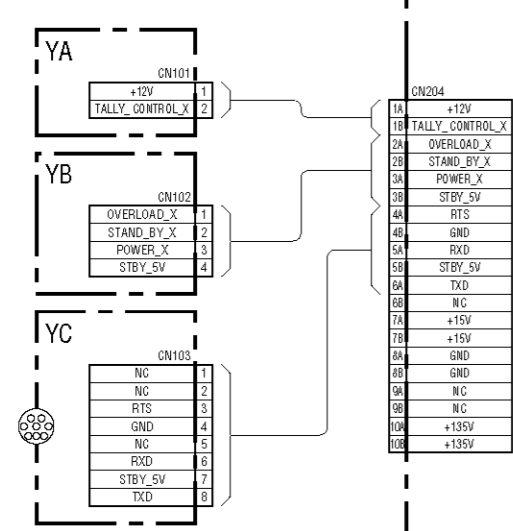 YA
CN101
+12V 1
TALLY_CONTROL_X 2
YB
CN102
OVERLOAD_X 1
STAND_BY_X 2
POWER_X 3
STBY_5V 4
YC
CN103
NC 1
NC 2
RTS 3
GND 4
NC 5
RXD 6
STBY_5V 7
TXD 8
CN204
1A +12V
1B TALLY_CONTROL_X
2A OVERLOAD_X
2B STAND_BY_X
3A POWER_X
3B STBY_5V
4A RTS
4B GND
5A RXD
5B STBY_5V
6A TXD
6B NC
7A +15V
7B +15V
8A GND
8B GND
9A NC
9B NC
10A +135V
10B +135V